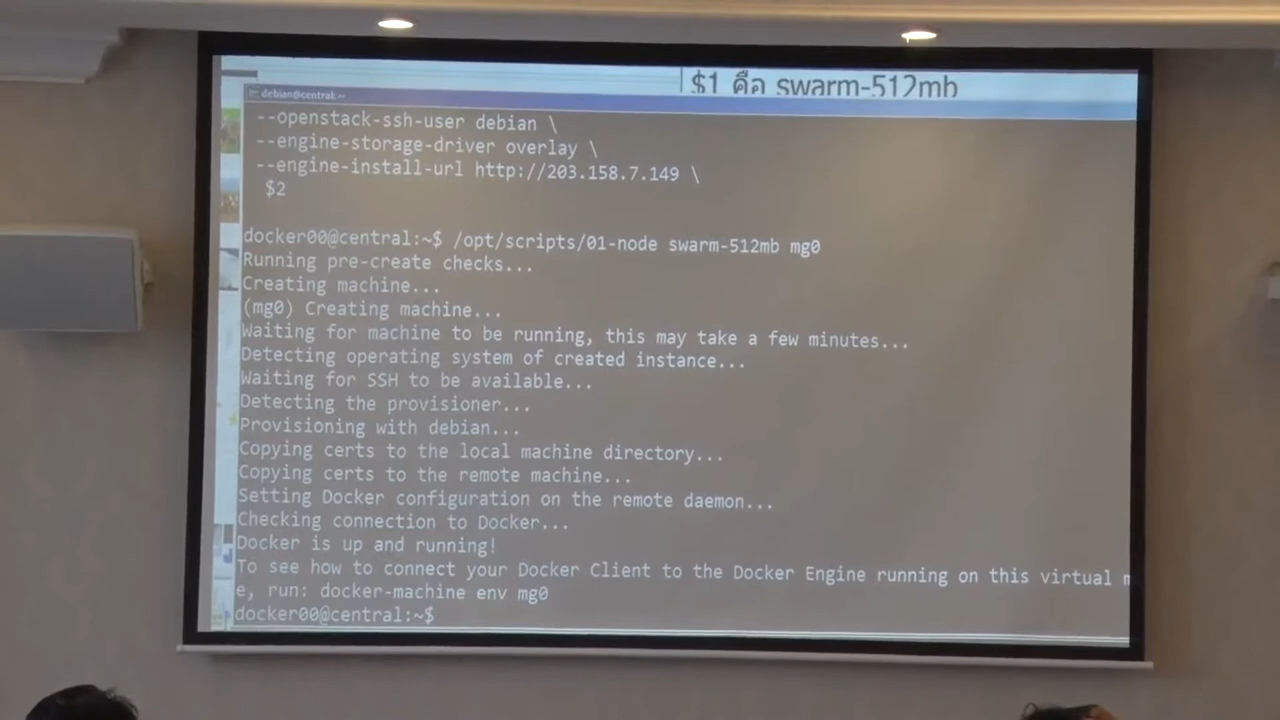 $1 คือ swarm-512mb
debian@central: ~
--openstack-ssh-user debian \
--engine-storage-driver overlay \
--engine-install-url http://203.158.7.149 \
$2
docker00@central:~$ /opt/scripts/01-node swarm-512mb mg0
Running pre-create checks...
Creating machine...
(mg0) Creating machine...
Waiting for machine to be running, this may take a few minutes...
Detecting operating system of created instance...
Waiting for SSH to be available...
Detecting the provisioner...
Provisioning with debian...
Copying certs to the local machine directory...
Copying certs to the remote machine...
Setting Docker configuration on the remote daemon...
Checking connection to Docker...
Docker is up and running!
To see how to connect your Docker Client to the Docker Engine running on this virtual
e, run: docker-machine env mg0
docker00@central:~$